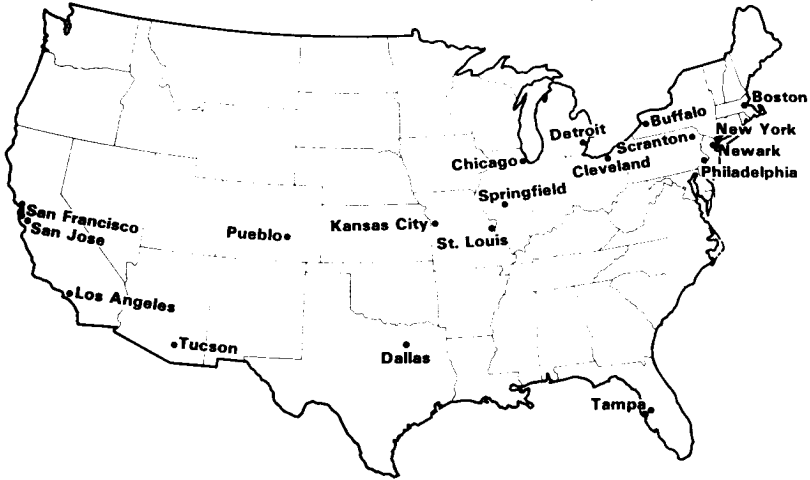 Boston
Buffalo
New York
Detroit
Scranton
Newark
Chicago
Cleveland
Philadelphia
Springfield
San Francisco
Kansas City
San Jose
Pueblo
St. Louis
Los Angeles
Tucson
Dallas
Tampa